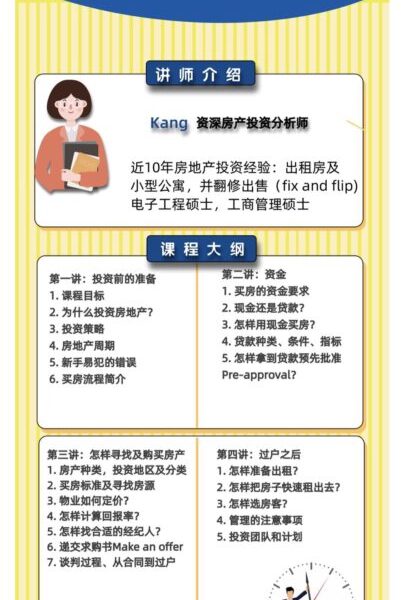 讲师介绍
Kang 资深房产投资分析师
近10年房地产投资经验：出租房及
小型公寓，并翻修出售（fix and flip)
电子工程硕士，工商管理硕士
课程大纲
第一讲：投资前的准备
1. 课程目标
2. 为什么投资房地产?
3. 投资策略
4. 房地产周期
5. 新手易犯的错误
6. 买房流程简介
第二讲：资金
1. 买房的资金要求
2. 现金还是贷款?
3. 怎样用现金买房?
4. 贷款种类、条件、指标
5. 怎样拿到贷款预先批准
Pre-approval?
第三讲：怎样寻找及购买房产
1. 房产种类，投资地区及分类
2. 买房标准及寻找房源
3. 物业如何定价?
4. 怎样计算回报率?
5. 怎样找合适的经纪人?
6. 递交求购书Make an offer
7. 谈判过程、从合同到过户
第四讲：过户之后
1. 怎样准备出租?
2. 怎样把房子快速租出去?
3. 怎样选房客?
4. 管理的注意事项
5. 投资团队和计划